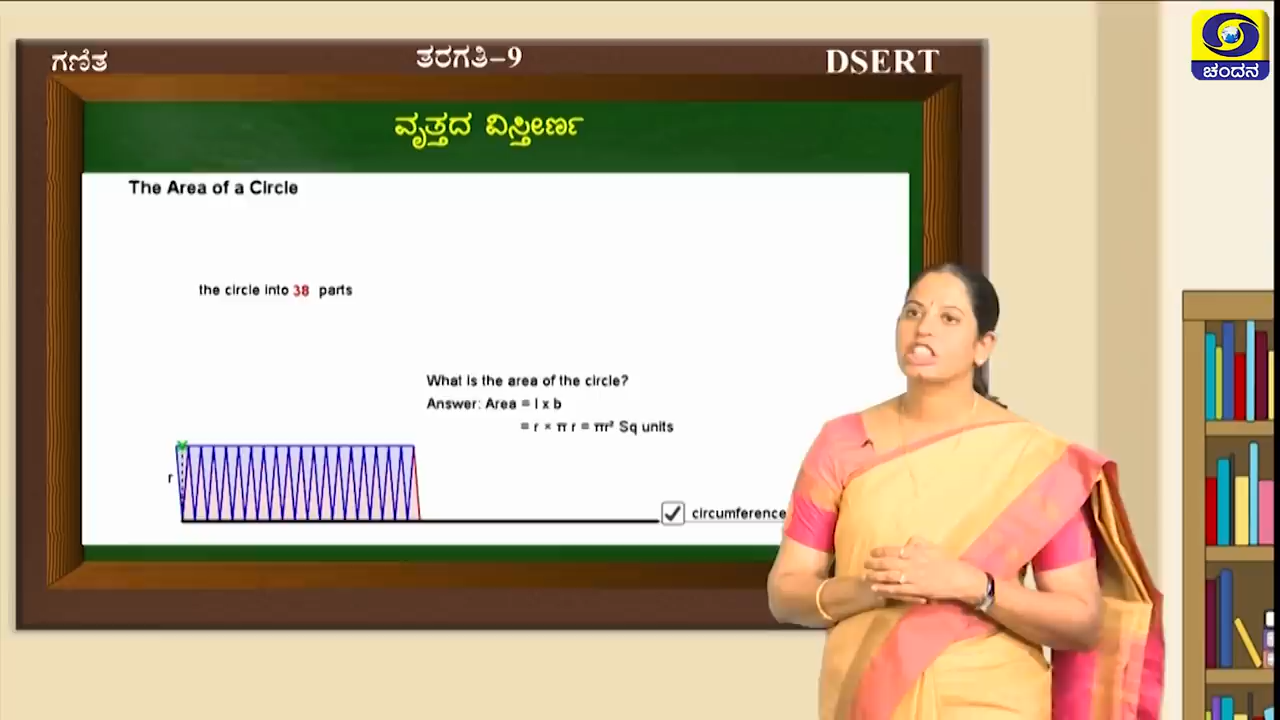 ಗಣಿತ
ತರಗತಿ-9
DSERT
ಚಂದನ
ವೃತ್ತದ ವಿಸ್ತೀರ್ಣ
The Area of a Circle
the circle into 38 parts
What is the area of the circle?
Answer: Area = l x b
= r × π r = πr² Sq units
r
circumference